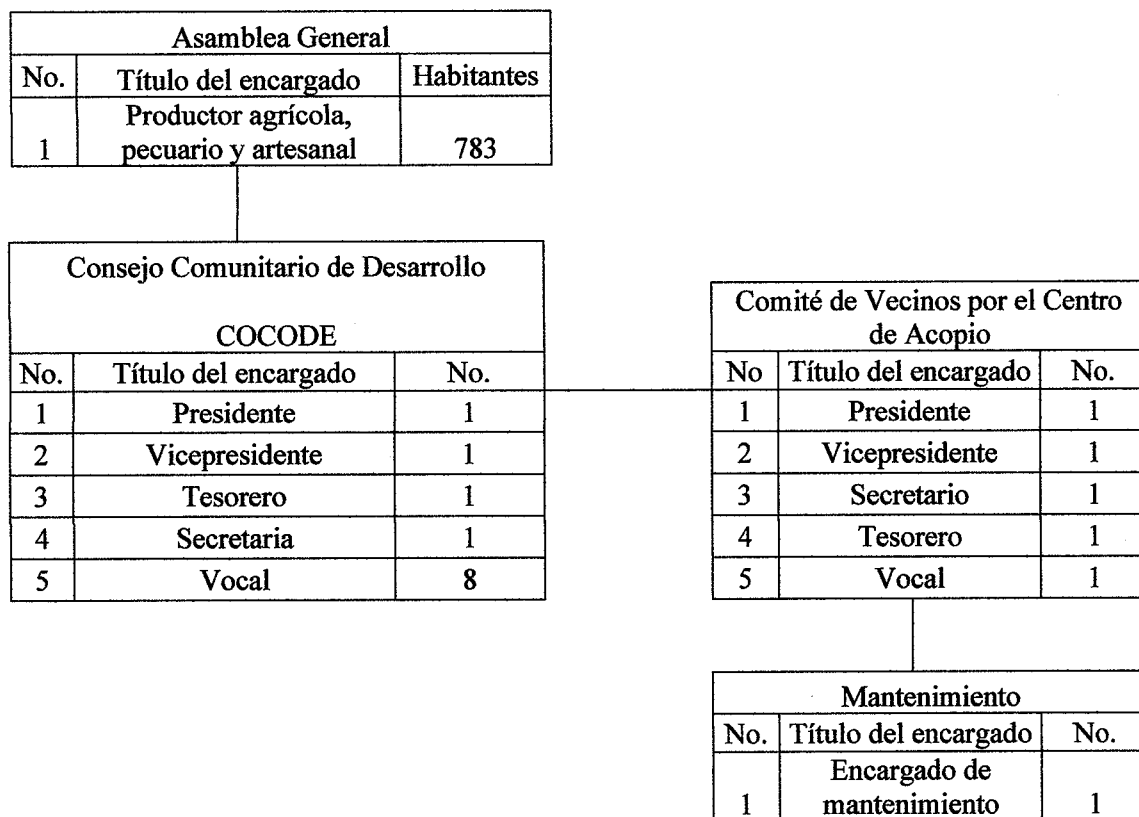 Asamblea General
No. Título del encargado Habitantes
Productor agrícola,
1 pecuario y artesanal 783
Consejo Comunitario de Desarrollo
COCODE
No. Título del encargado No.
1 Presidente 1
2 Vicepresidente 1
3 Tesorero 1
4 Secretaria 1
5 Vocal 8
Comité de Vecinos por el Centro
de Acopio
No Título del encargado No.
1 Presidente 1
2 Vicepresidente 1
3 Secretario 1
4 Tesorero 1
5 Vocal 1
Mantenimiento
No. Título del encargado No.
Encargado de
1 mantenimiento 1